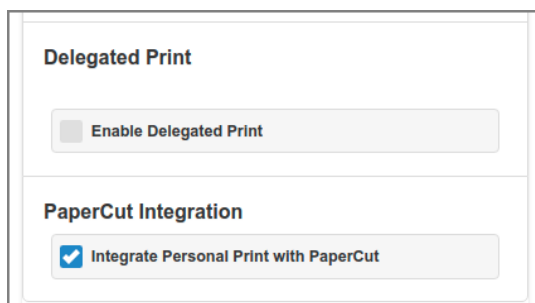 Delegated Print
Enable Delegated Print
PaperCut Integration
Integrate Personal Print with PaperCut